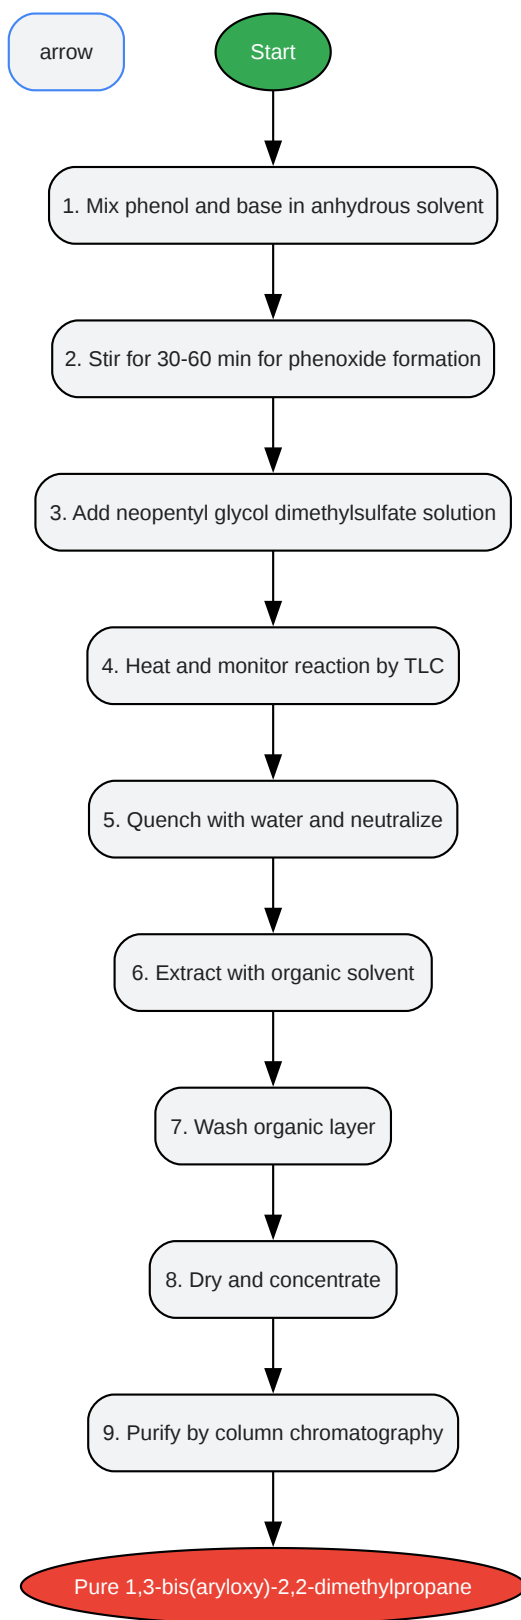 arrow
Start
1. Mix phenol and base in anhydrous solvent
2. Stir for 30-60 min for phenoxide formation
3. Add neopentyl glycol dimethylsulfate solution
4. Heat and monitor reaction by TLC
5. Quench with water and neutralize
6. Extract with organic solvent
7. Wash organic layer
8. Dry and concentrate
9. Purify by column chromatography
Pure 1,3-bis(aryloxy)-2,2-dimethylpropane